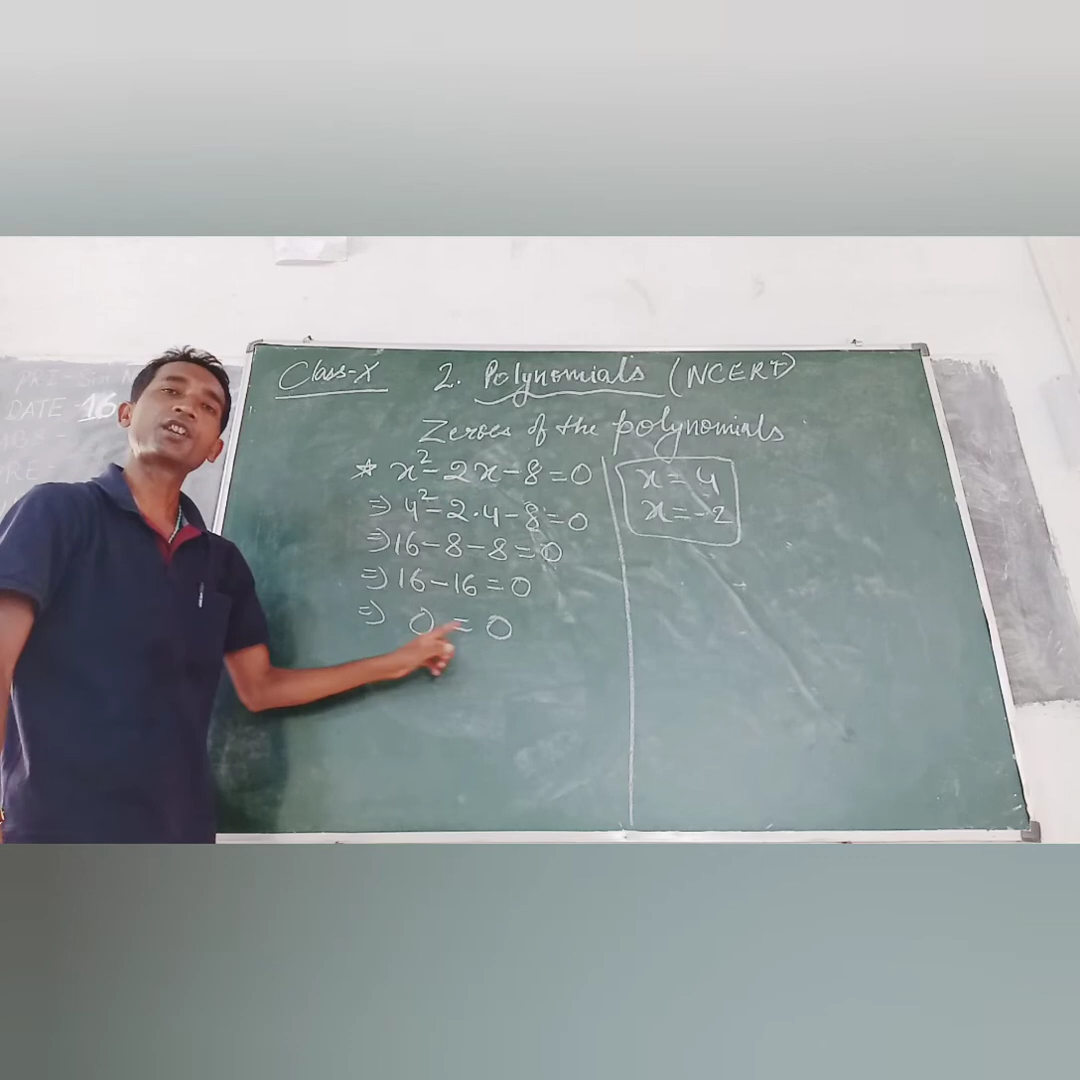 Class-X 2. Polynomials (NCERT)
Zeroes of the polynomials
☆ x² - 2x - 8 = 0
⇒ 4² - 2·4 - 8 = 0
⇒ 16 - 8 - 8 = 0
⇒ 16 - 16 = 0
⇒ 0 = 0
x = 4
x = -2
DATE - 16